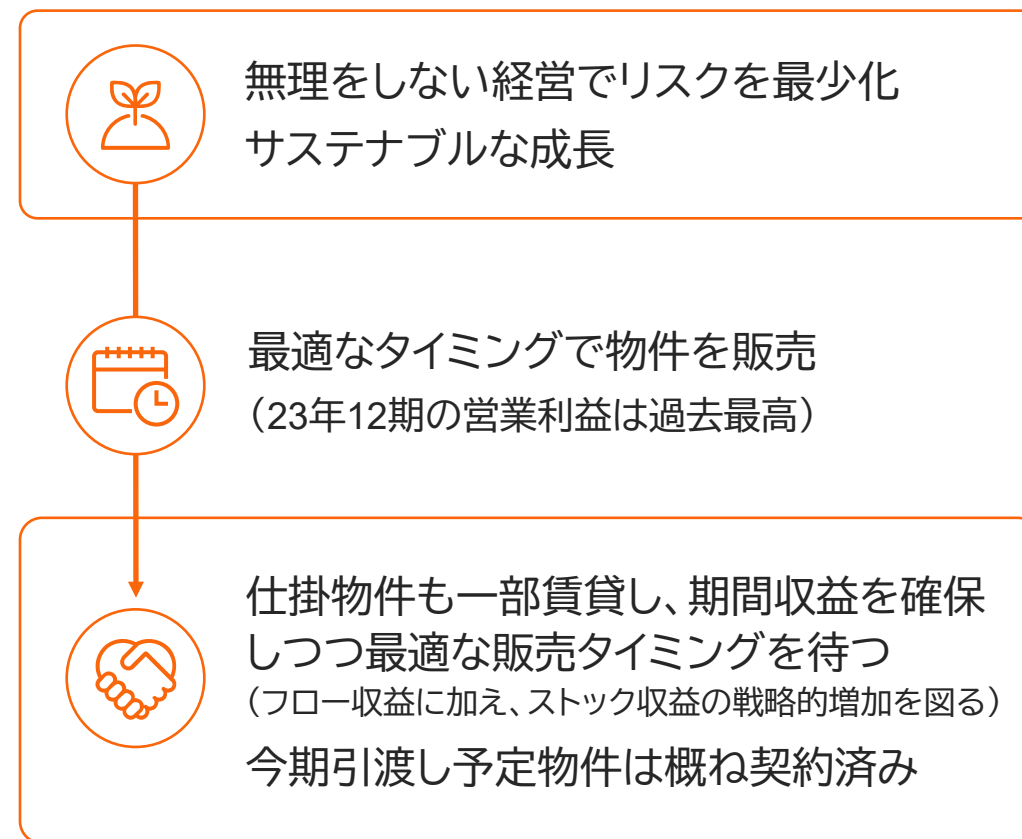 無理をしない経営でリスクを最少化
サステナブルな成長
最適なタイミングで物件を販売
（23年12期の営業利益は過去最高）
仕掛物件も一部賃貸し、期間収益を確保
しつつ最適な販売タイミングを待つ
（フロー収益に加え、ストック収益の戦略的増加を図る）
今期引渡し予定物件は概ね契約済み